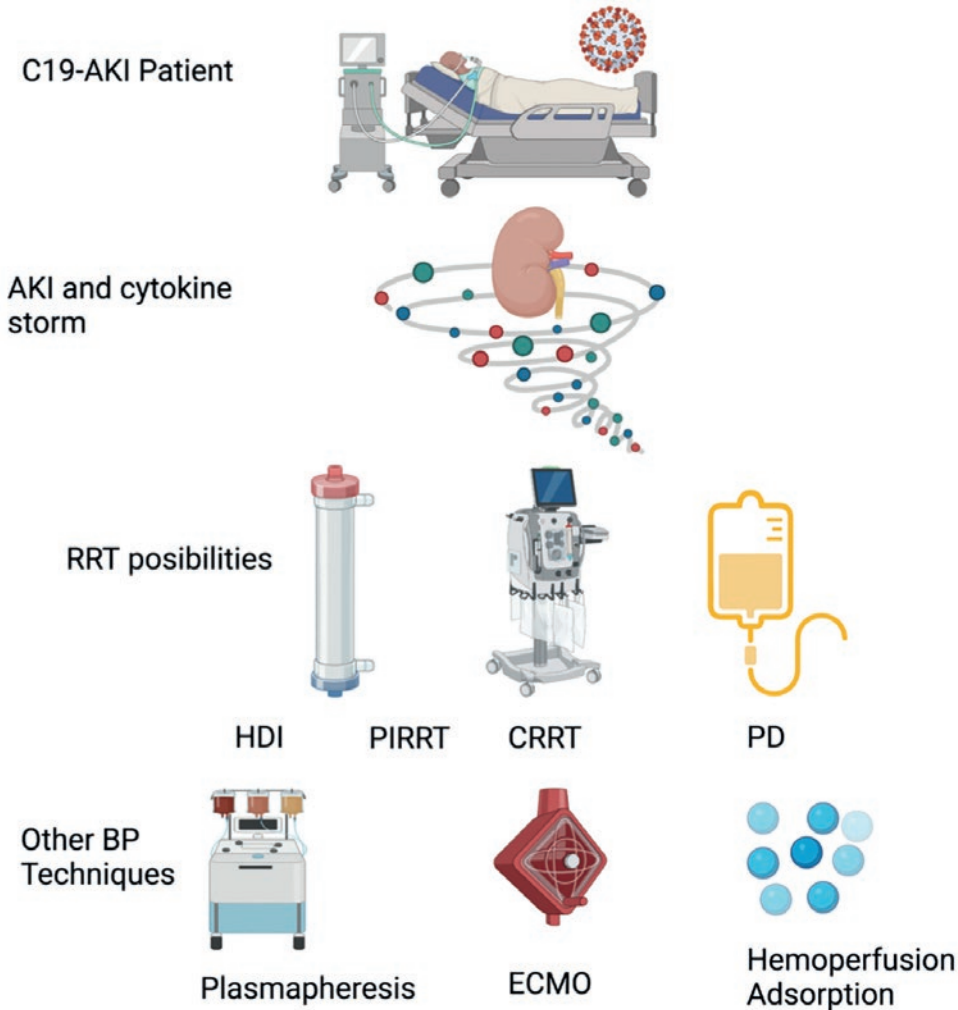 C19-AKI Patient
AKI and cytokine
storm
RRT posibilities
HDI
PIRRT
CRRT
PD
Other BP
Techniques
Plasmapheresis
ECMO
Hemoperfusion
Adsorption